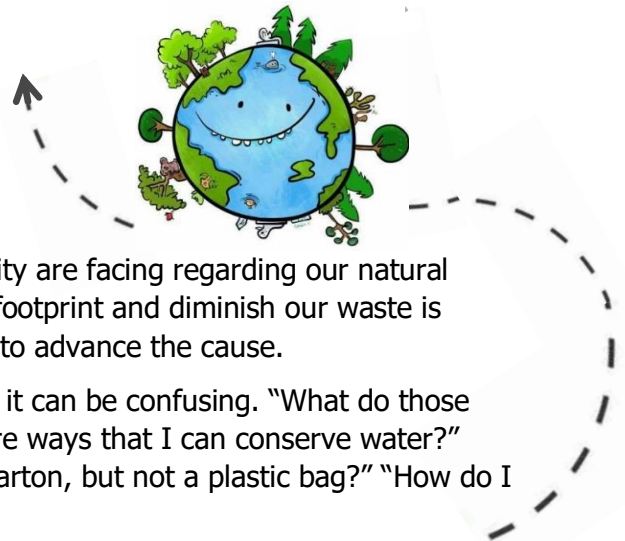 ity are facing regarding our natural
footprint and diminish our waste is
to advance the cause.
it can be confusing. “What do those
re ways that I can conserve water?”
arton, but not a plastic bag?” “How do I